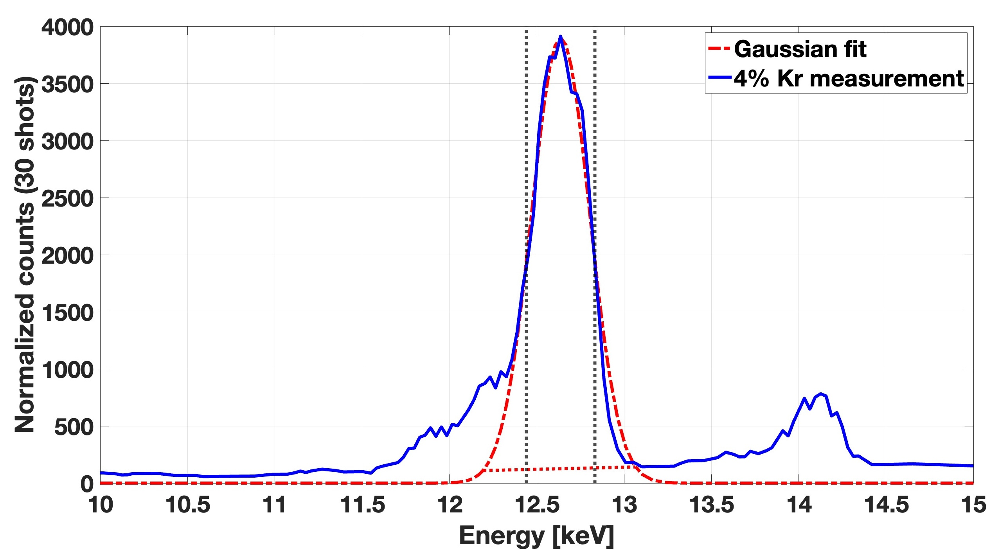 Normalized counts (30 shots)
4000
3500
3000
2500
2000
1500
1000
500
0
Gaussian fit
4% Kr measurement
10 10.5 11 11.5 12 12.5 13 13.5 14 14.5 15
Energy [keV]